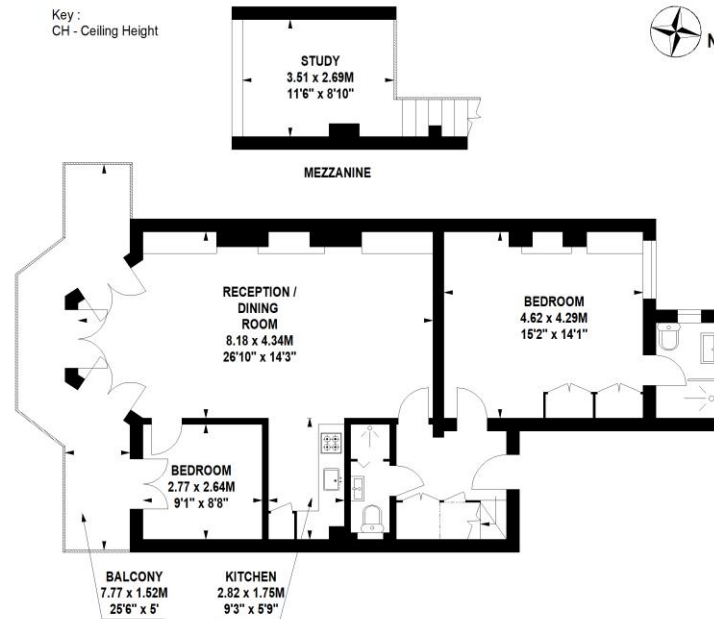 Key :
CH - Ceiling Height
STUDY
3.51 x 2.69M
11'6" x 8'10"
N
MEZZANINE
RECEPTION /
DINING
ROOM
8.18 x 4.34M
26'10" x 14'3"
BEDROOM
4.62 x 4.29M
15'2" x 14'1"
BEDROOM
2.77 x 2.64M
9'1" x 8'8"
BALCONY
7.77 x 1.52M
25'6" x 5'
KITCHEN
2.82 x 1.75M
9'3" x 5'9"